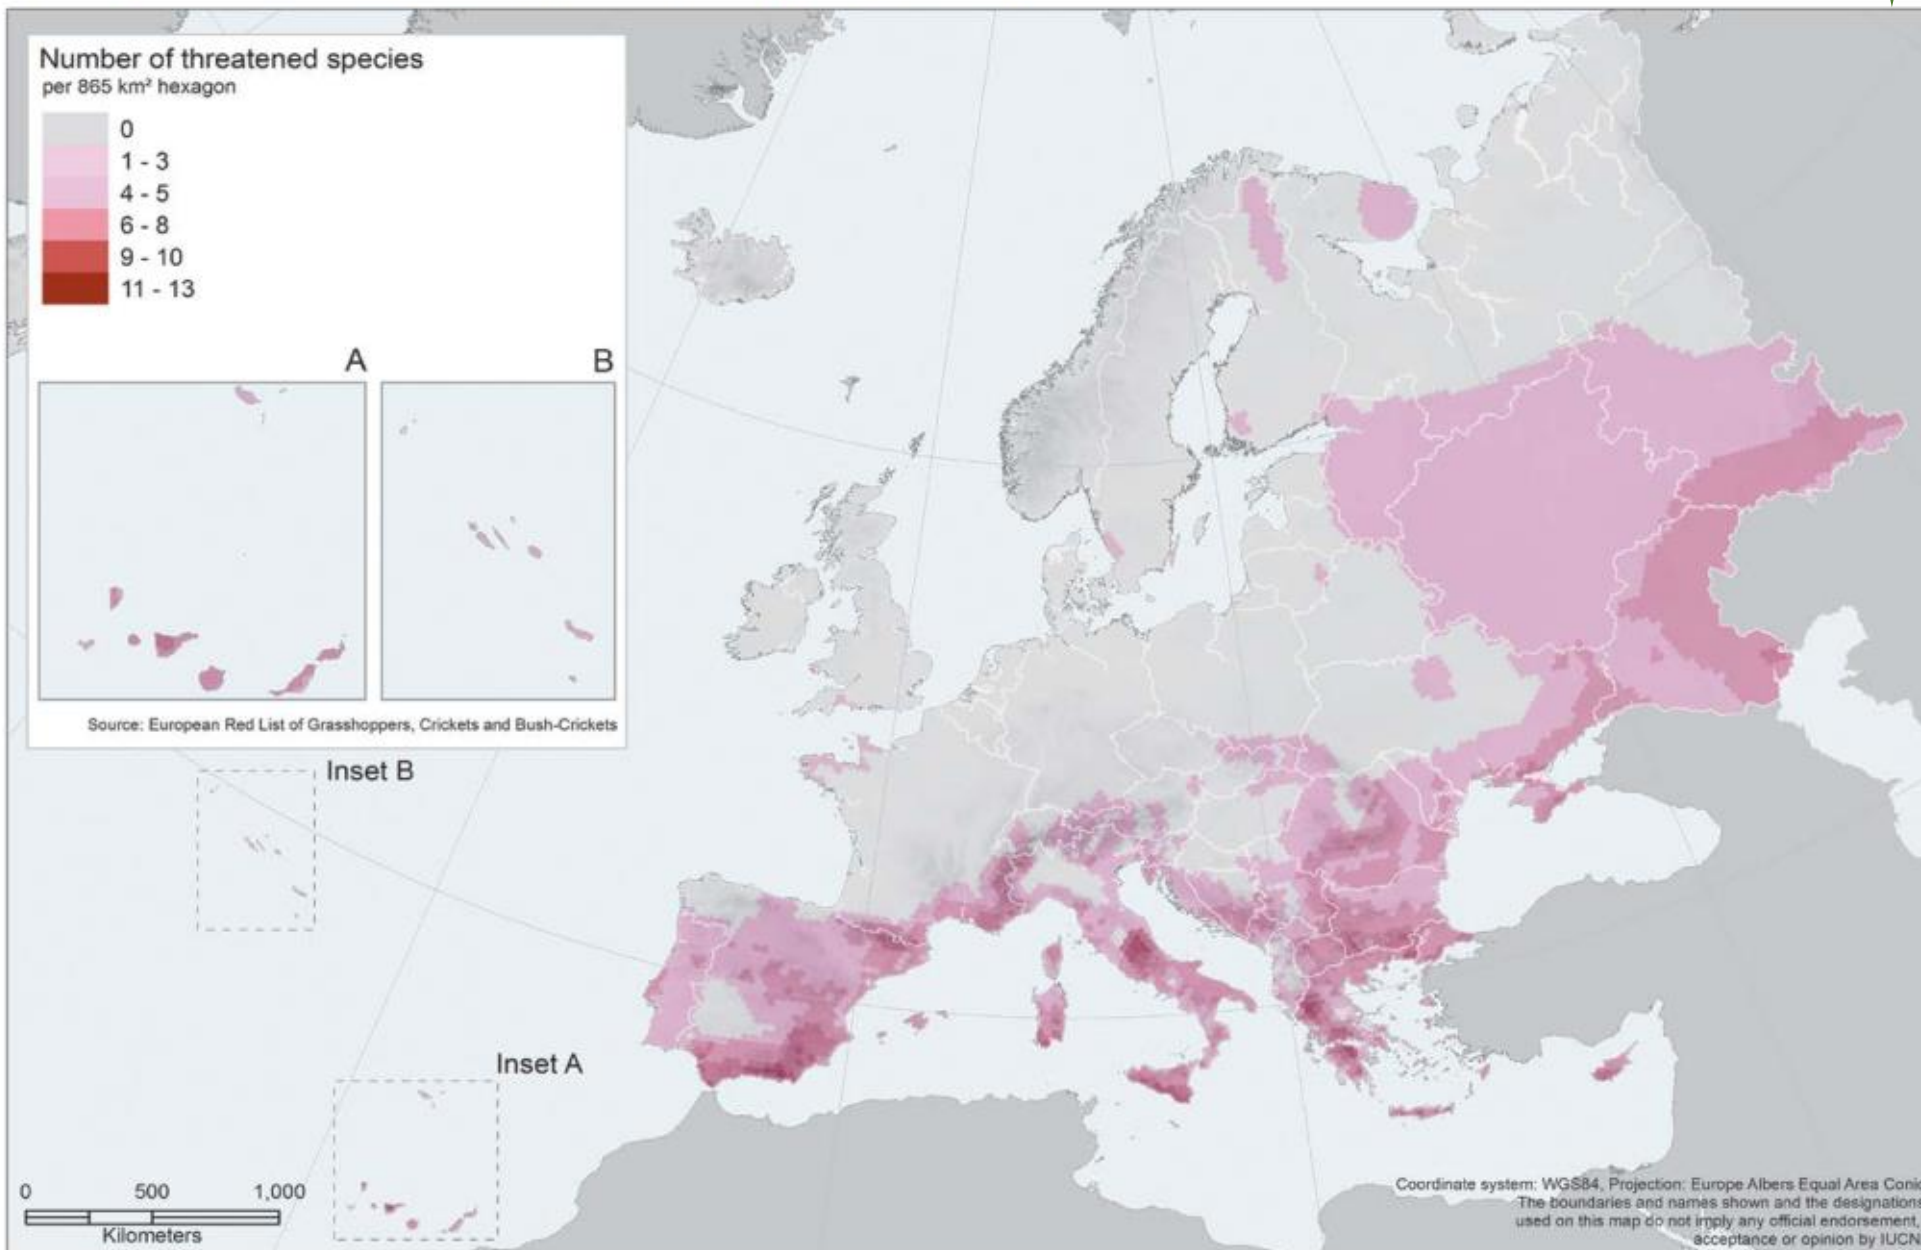 Number of threatened species
per 865 km² hexagon
0
1 - 3
4 - 5
6 - 8
9 - 10
11 - 13
A
B
Source: European Red List of Grasshoppers, Crickets and Bush-Crickets
Inset B
Inset A
0 500 1,000
Kilometers
Coordinate system: WGS84, Projection: Europe Albers Equal Area Conic
The boundaries and names shown and the designations
used on this map do not imply any official endorsement,
acceptance or opinion by IUCN